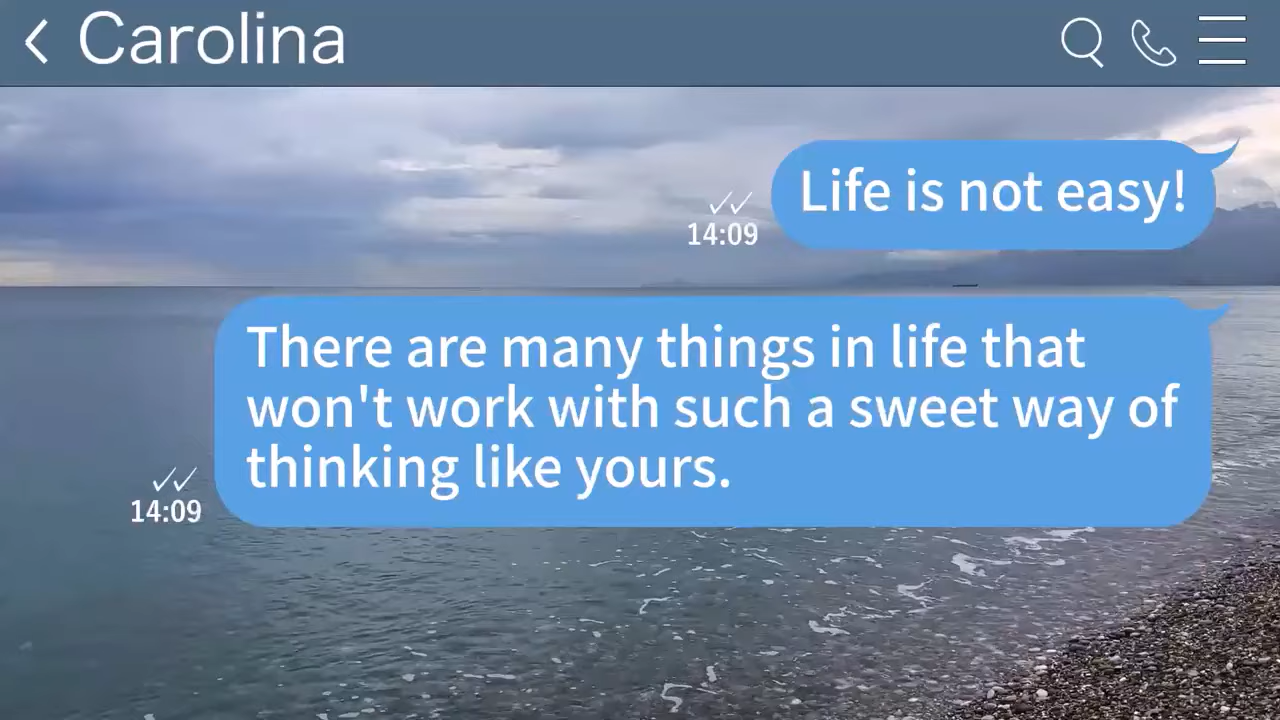 Carolina
Life is not easy!
14:09
There are many things in life that
won't work with such a sweet way of
thinking like yours.
14:09